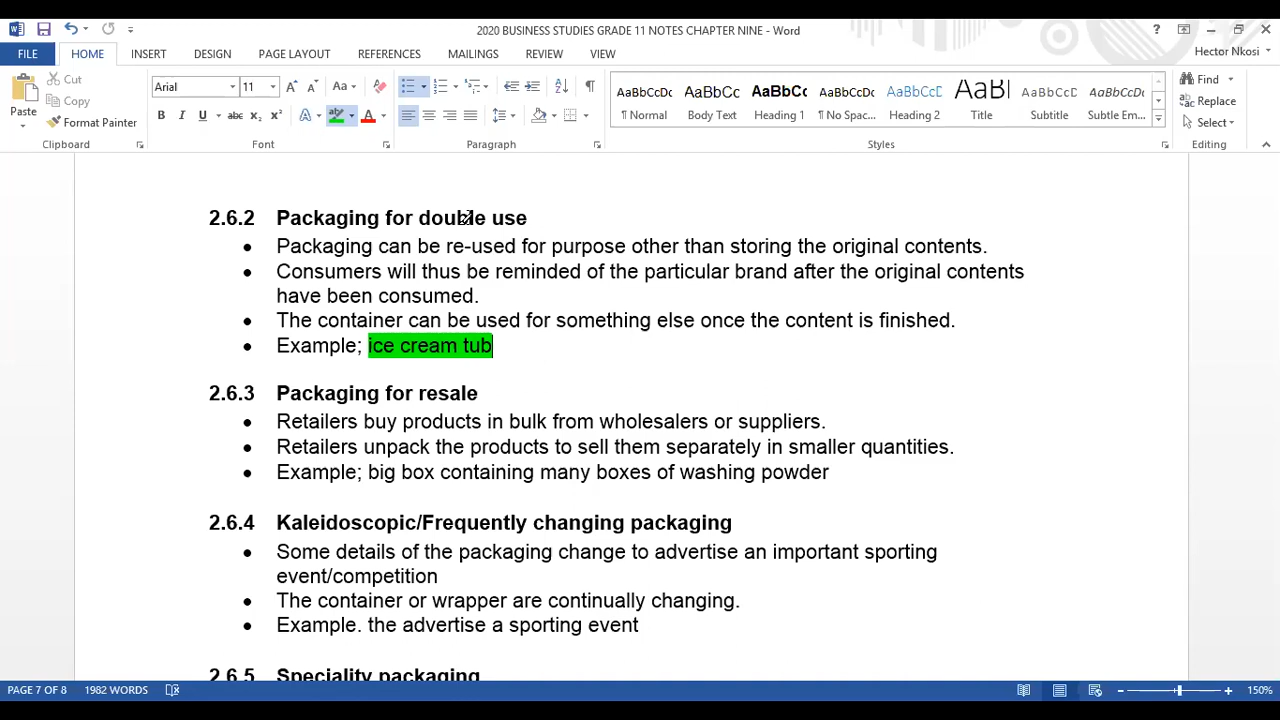 2020 BUSINESS STUDIES GRADE 11 NOTES CHAPTER NINE - Word
FILE HOME INSERT DESIGN PAGE LAYOUT REFERENCES MAILINGS REVIEW VIEW Hector Nkosi
Paste
Cut
Copy
Format Painter
Clipboard
Arial 11
Font
Paragraph
AaBbCcDc AaBbCc AaBbCc AaBbCcDc AaBbCcD AaBl AaBbCcDc AaBbCcDc
¶ Normal Body Text Heading 1 ¶ No Spac... Heading 2 Title Subtitle Subtle Em...
Styles
Find
Replace
Select
Editing
2.6.2 Packaging for double use
• Packaging can be re-used for purpose other than storing the original contents.
• Consumers will thus be reminded of the particular brand after the original contents
have been consumed.
• The container can be used for something else once the content is finished.
• Example; ice cream tub
2.6.3 Packaging for resale
• Retailers buy products in bulk from wholesalers or suppliers.
• Retailers unpack the products to sell them separately in smaller quantities.
• Example; big box containing many boxes of washing powder
2.6.4 Kaleidoscopic/Frequently changing packaging
• Some details of the packaging change to advertise an important sporting
event/competition
• The container or wrapper are continually changing.
• Example. the advertise a sporting event
2.6.5 Speciality packaging
PAGE 7 OF 8 1982 WORDS 150%